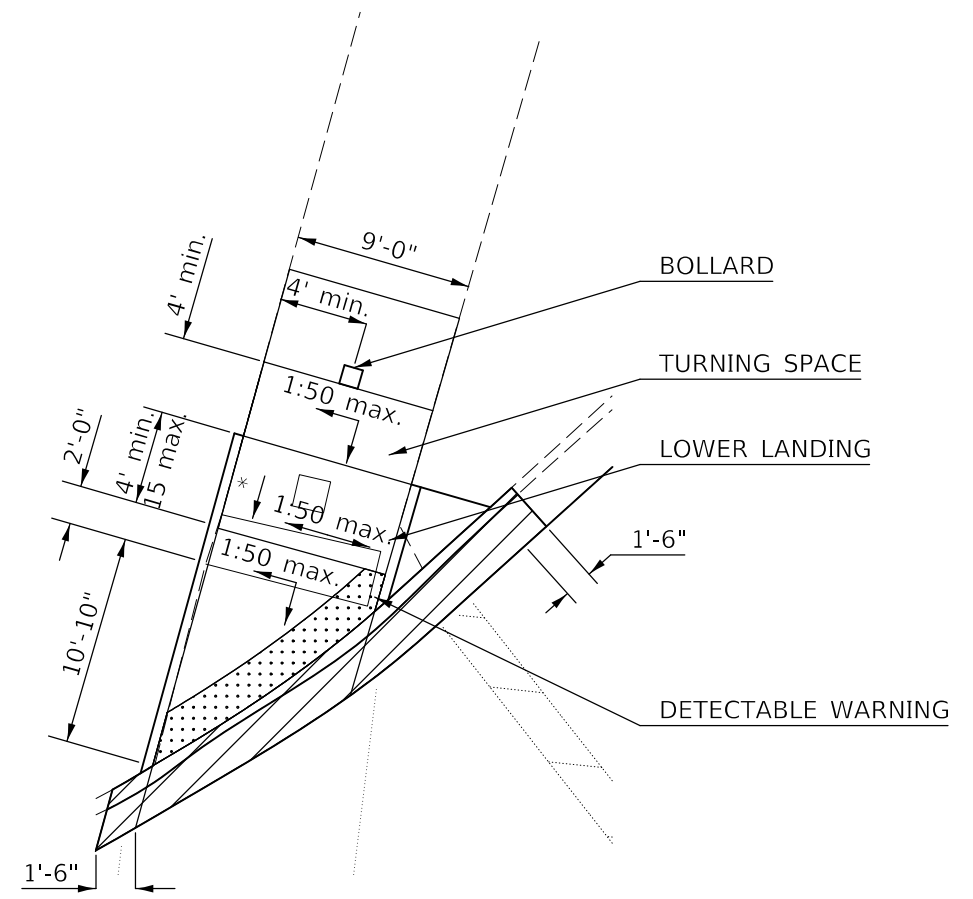 9'-0"
4' min.
4' min.
BOLLARD
TURNING SPACE
1:50 max.
2'-0"
4' min.
15 max.
LOWER LANDING
*
1:50 max.
1:50 max.
1'-6"
10'-10"
DETECTABLE WARNING
1'-6"